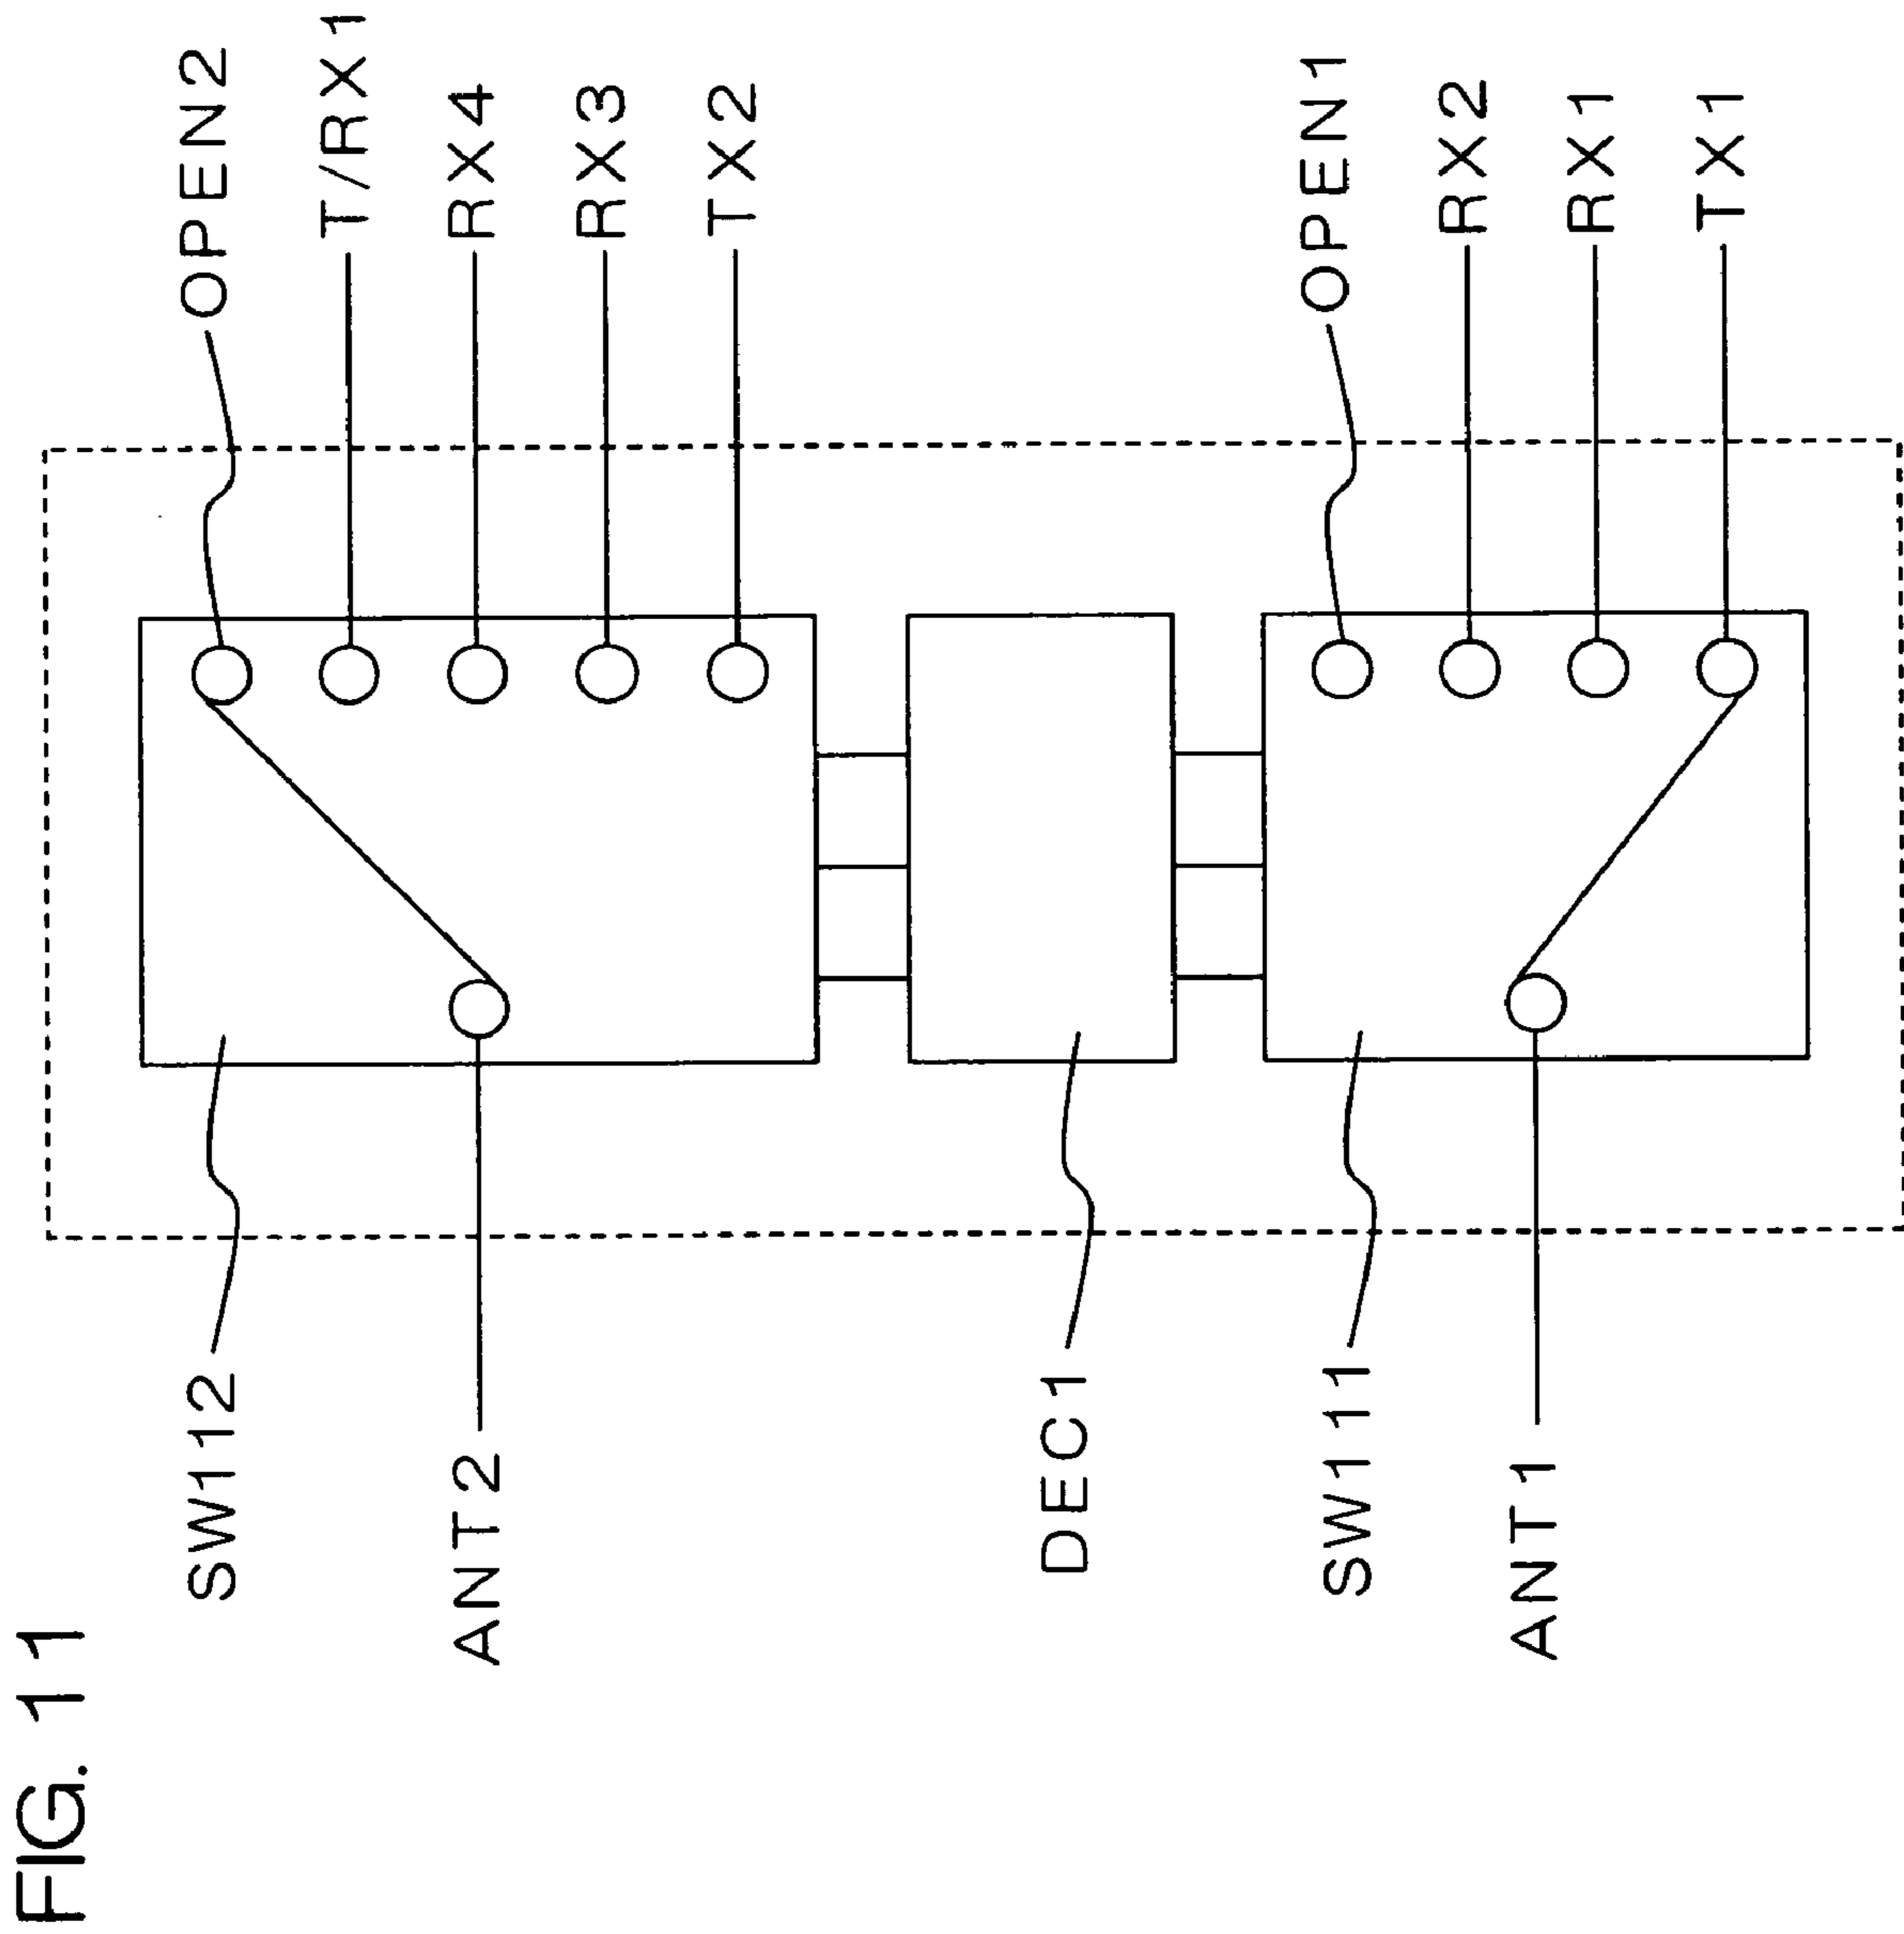 FIG. 11
SW112
OPEN2
T/RX1
ANT2
RX4
RX3
TX2
DEC1
SW111
OPEN1
RX2
ANT1
RX1
TX1